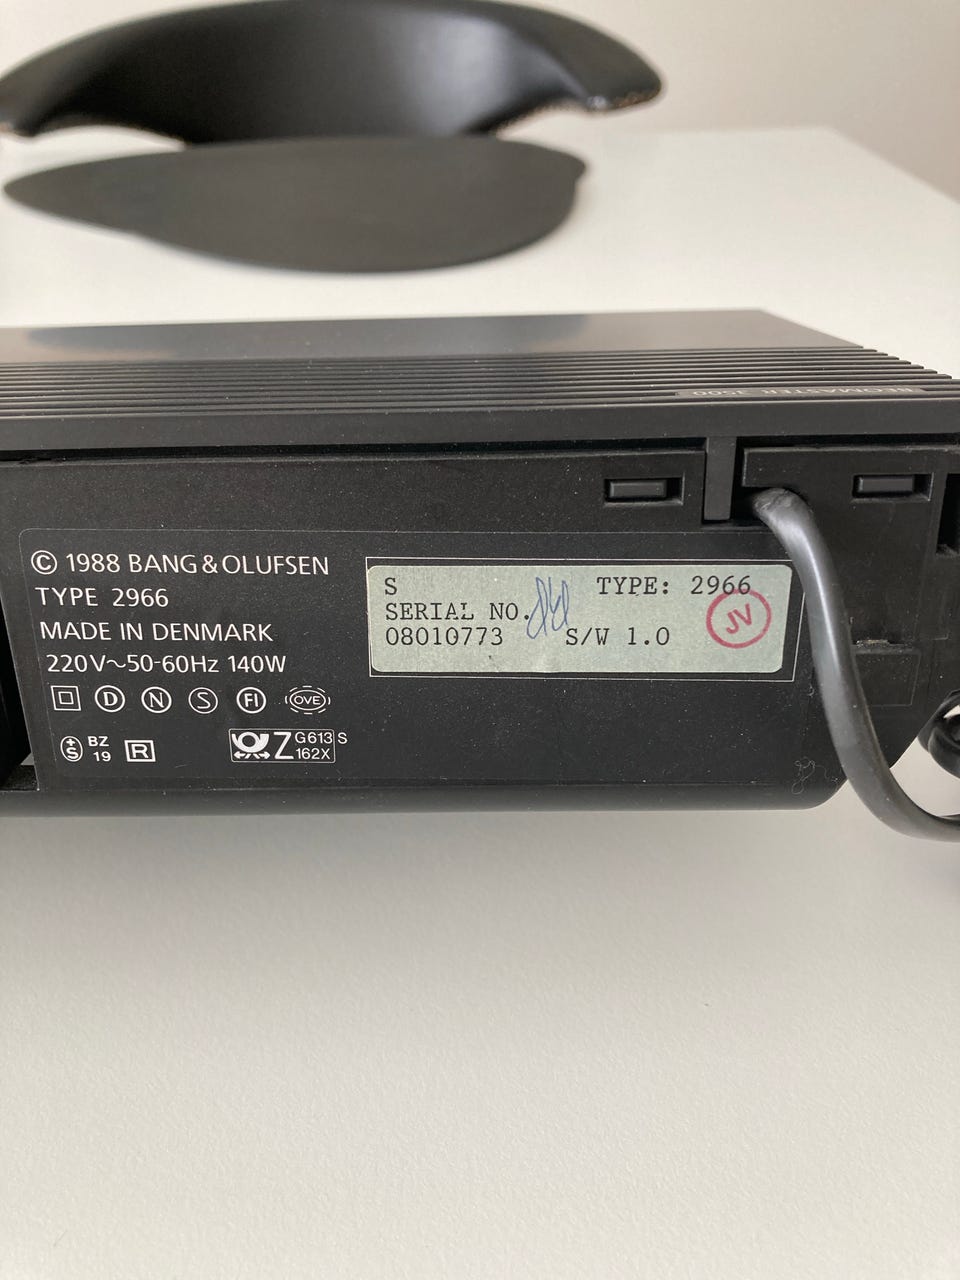 BEOMASTER 3500
© 1988 BANG & OLUFSEN
TYPE 2966
MADE IN DENMARK
220V~50-60Hz 140W
D N S FI ÖVE
S BZ 19 R
Z G613 S
162X
S TYPE: 2966
SERIAL NO.
08010773 S/W 1.0
JV